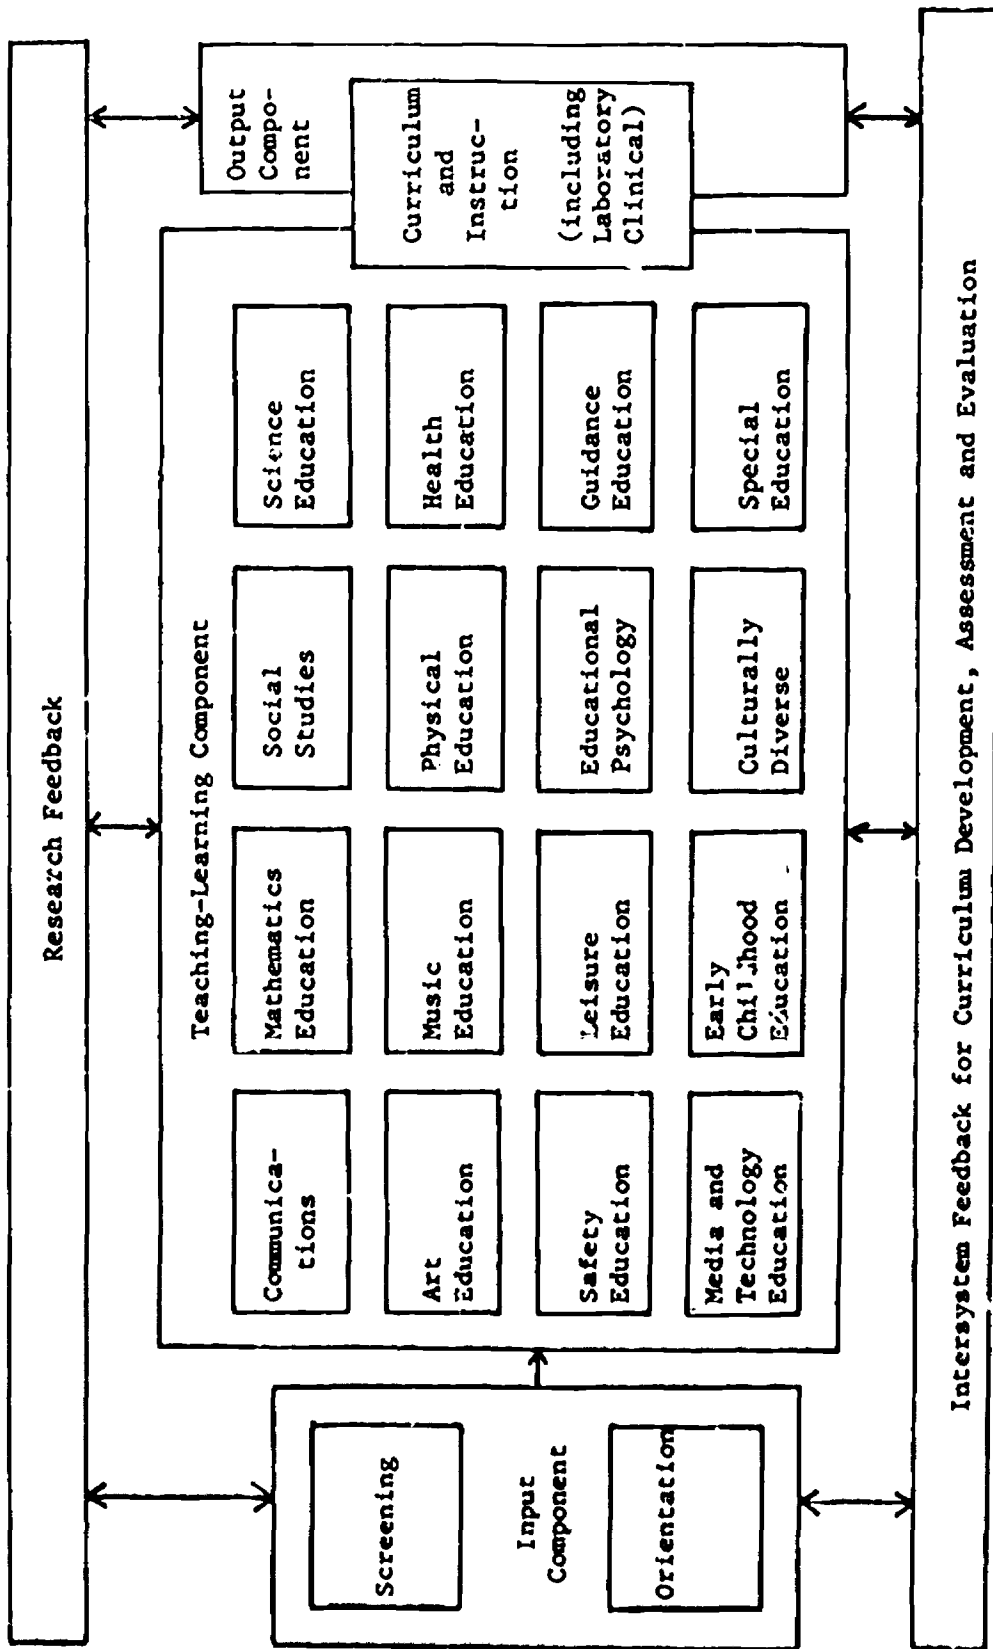 Research Feedback
Screening
Input
Component
Orientation
Teaching-Learning Component
Communica-
tions
Mathematics
Education
Social
Studies
Science
Education
Art
Education
Music
Education
Physical
Education
Health
Education
Safety
Education
Leisure
Education
Educational
Psychology
Guidance
Education
Media and
Technology
Education
Early
Childhood
Education
Culturally
Diverse
Special
Education
Output
Compo-
nent
Curriculum
and
Instruc-
tion
(including
Laboratory
Clinical)
Intersystem Feedback for Curriculum Development, Assessment and Evaluation